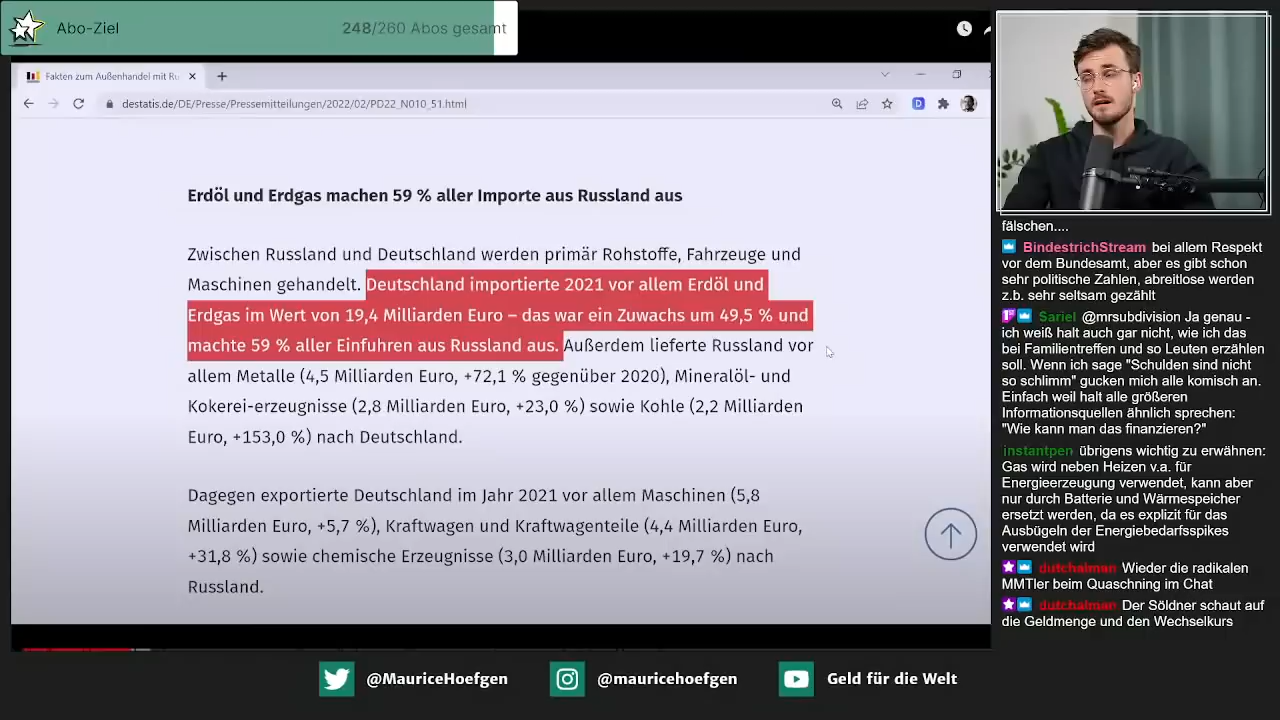 Abo-Ziel
248/260 Abos gesamt
Fakten zum Außenhandel mit Ru
destatis.de/DE/Presse/Pressemitteilungen/2022/02/PD22_N010_51.html
Erdöl und Erdgas machen 59 % aller Importe aus Russland aus
Zwischen Russland und Deutschland werden primär Rohstoffe, Fahrzeuge und
Maschinen gehandelt. Deutschland importierte 2021 vor allem Erdöl und
Erdgas im Wert von 19,4 Milliarden Euro – das war ein Zuwachs um 49,5 % und
machte 59 % aller Einfuhren aus Russland aus. Außerdem lieferte Russland vor
allem Metalle (4,5 Milliarden Euro, +72,1 % gegenüber 2020), Mineralöl- und
Kokerei-erzeugnisse (2,8 Milliarden Euro, +23,0 %) sowie Kohle (2,2 Milliarden
Euro, +153,0 %) nach Deutschland.
Dagegen exportierte Deutschland im Jahr 2021 vor allem Maschinen (5,8
Milliarden Euro, +5,7 %), Kraftwagen und Kraftwagenteile (4,4 Milliarden Euro,
+31,8 %) sowie chemische Erzeugnisse (3,0 Milliarden Euro, +19,7 %) nach
Russland.
fälschen....
BindestrichStream bei allem Respekt
vor dem Bundesamt, aber es gibt schon
sehr politische Zahlen, abreitlose werden
z.b. sehr seltsam gezählt
Sariel @mrsubdivision Ja genau -
ich weiß halt auch gar nicht, wie ich das
bei Familientreffen und so Leuten erzählen
soll. Wenn ich sage "Schulden sind nicht
so schlimm" gucken mich alle komisch an.
Einfach weil halt alle größeren
Informationsquellen ähnlich sprechen:
"Wie kann man das finanzieren?"
instantpen übrigens wichtig zu erwähnen:
Gas wird neben Heizen v.a. für
Energieerzeugung verwendet, kann aber
nur durch Batterie und Wärmespeicher
ersetzt werden, da es explizit für das
Ausbügeln der Energiebedarfsspikes
verwendet wird
dutchalman Wieder die radikalen
MMTler beim Quaschning im Chat
dutchalman Der Söldner schaut auf
die Geldmenge und den Wechselkurs
@MauriceHoefgen
@mauricehoefgen
Geld für die Welt